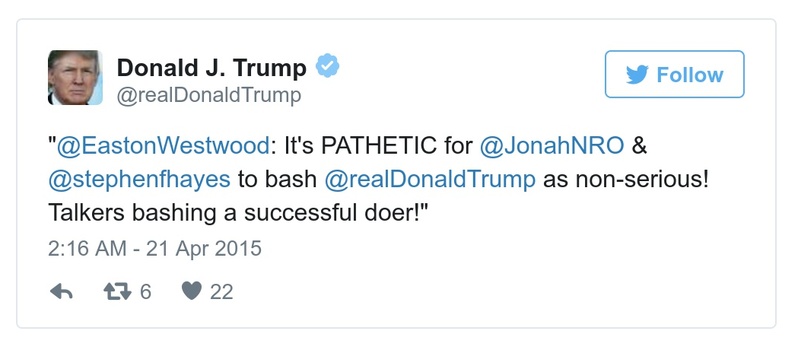 Donald J. Trump
@realDonaldTrump
Follow
"@EastonWestwood: It's PATHETIC for @JonahNRO &
@stephenfhayes to bash @realDonaldTrump as non-serious!
Talkers bashing a successful doer!"
2:16 AM - 21 Apr 2015
6 22